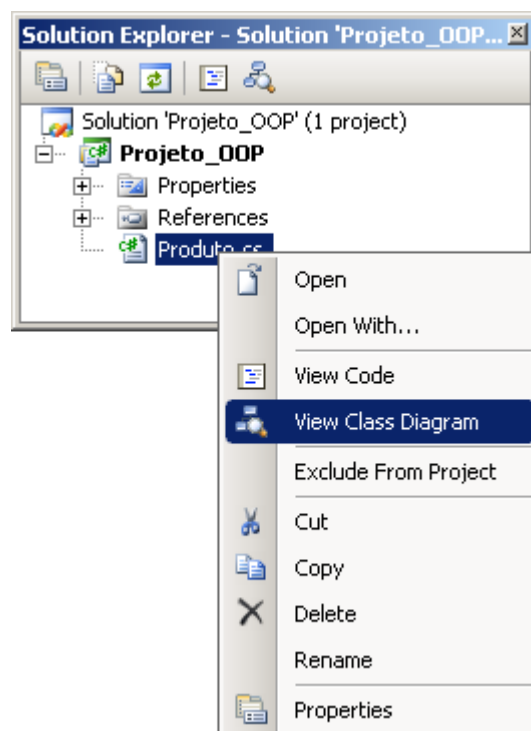 Solution Explorer - Solution 'Projeto_OOP...
Solution 'Projeto_OOP' (1 project)
Projeto_OOP
Properties
References
Produto.cs
Open
Open With...
View Code
View Class Diagram
Exclude From Project
Cut
Copy
Delete
Rename
Properties